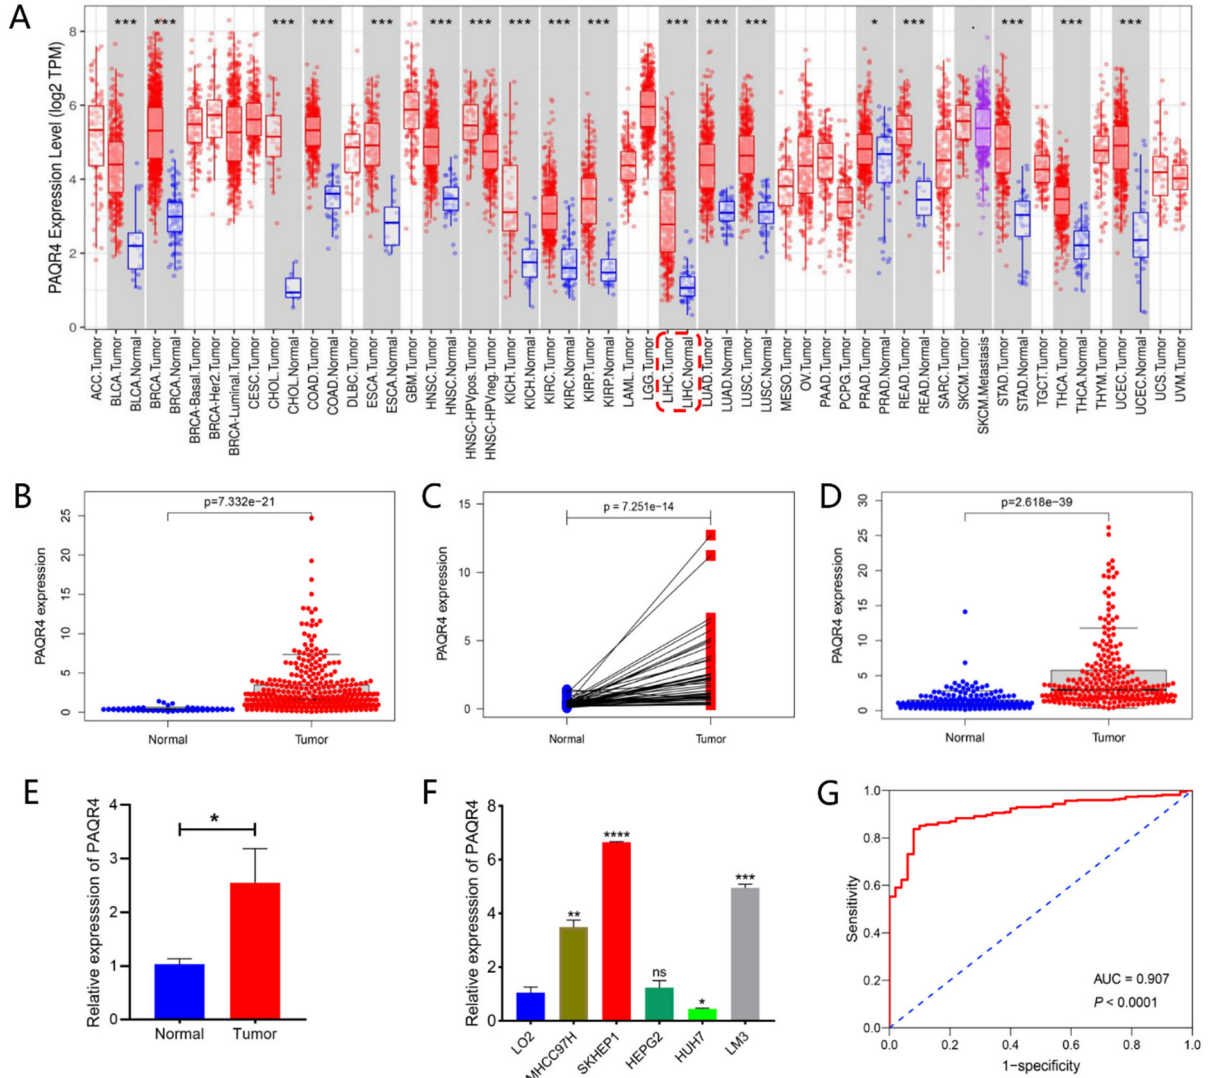 A
*** *** *** *** *** *** *** *** *** *** *** *** *** * *** *** *** ***
PAQR4 Expression Level (log2 TPM)
8
6
4
2
0
ACC.Tumor
BLCA.Tumor
BLCA.Normal
BRCA.Tumor
BRCA.Normal
BRCA-Basal.Tumor
BRCA-Her2.Tumor
BRCA-Luminal.Tumor
CESC.Tumor
CHOL.Tumor
CHOL.Normal
COAD.Tumor
COAD.Normal
DLBC.Tumor
ESCA.Tumor
ESCA.Normal
GBM.Tumor
HNSC.Tumor
HNSC.Normal
HNSC-HPVpos.Tumor
HNSC-HPVneg.Tumor
KICH.Tumor
KICH.Normal
KIRC.Tumor
KIRC.Normal
KIRP.Tumor
KIRP.Normal
LAML.Tumor
LGG.Tumor
LIHC.Tumor
LIHC.Normal
LUAD.Tumor
LUAD.Normal
LUSC.Tumor
LUSC.Normal
MESO.Tumor
OV.Tumor
PAAD.Tumor
PCPG.Tumor
PRAD.Tumor
PRAD.Normal
READ.Tumor
READ.Normal
SARC.Tumor
SKCM.Tumor
SKCM.Metastasis
STAD.Tumor
STAD.Normal
TGCT.Tumor
THCA.Tumor
THCA.Normal
THYM.Tumor
UCEC.Tumor
UCEC.Normal
UCS.Tumor
UVM.Tumor
B
p=7.332e−21
PAQR4 expression
25
20
15
10
5
0
Normal Tumor
C
p = 7.251e−14
PAQR4 expression
15
10
5
0
Normal Tumor
D
p=2.618e−39
PAQR4 expression
30
25
20
15
10
5
0
Normal Tumor
E
*
Relative expresssion of PAQR4
4
3
2
1
0
Normal Tumor
F
Relative expresssion of PAQR4
8
6
4
2
0
** **** ns * ***
LO2
MHCC97H
SKHEP1
HEPG2
HUH7
LM3
G
Sensitivity
1.0
0.8
0.6
0.4
0.2
0.0
AUC = 0.907
P < 0.0001
0.0 0.2 0.4 0.6 0.8 1.0
1−specificity